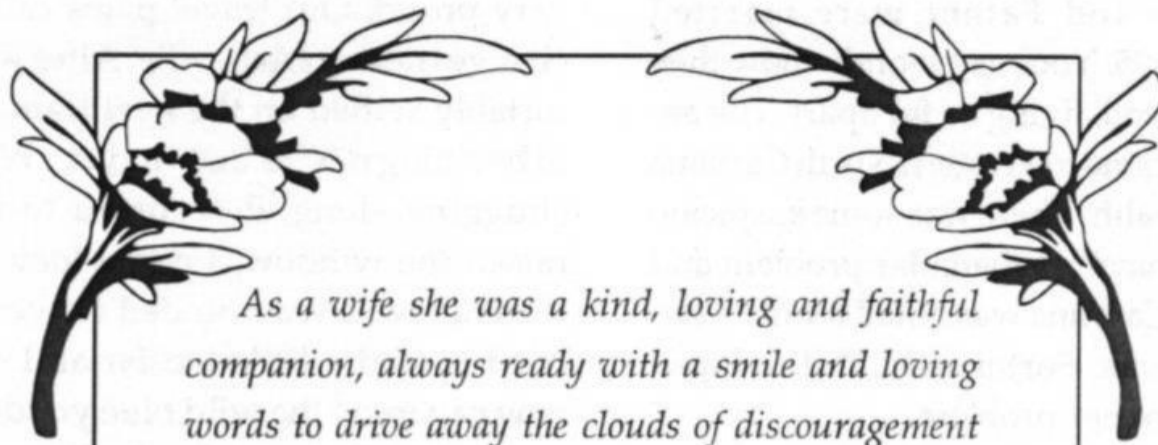 As a wife she was a kind, loving and faithful
companion, always ready with a smile and loving
words to drive away the clouds of discouragement